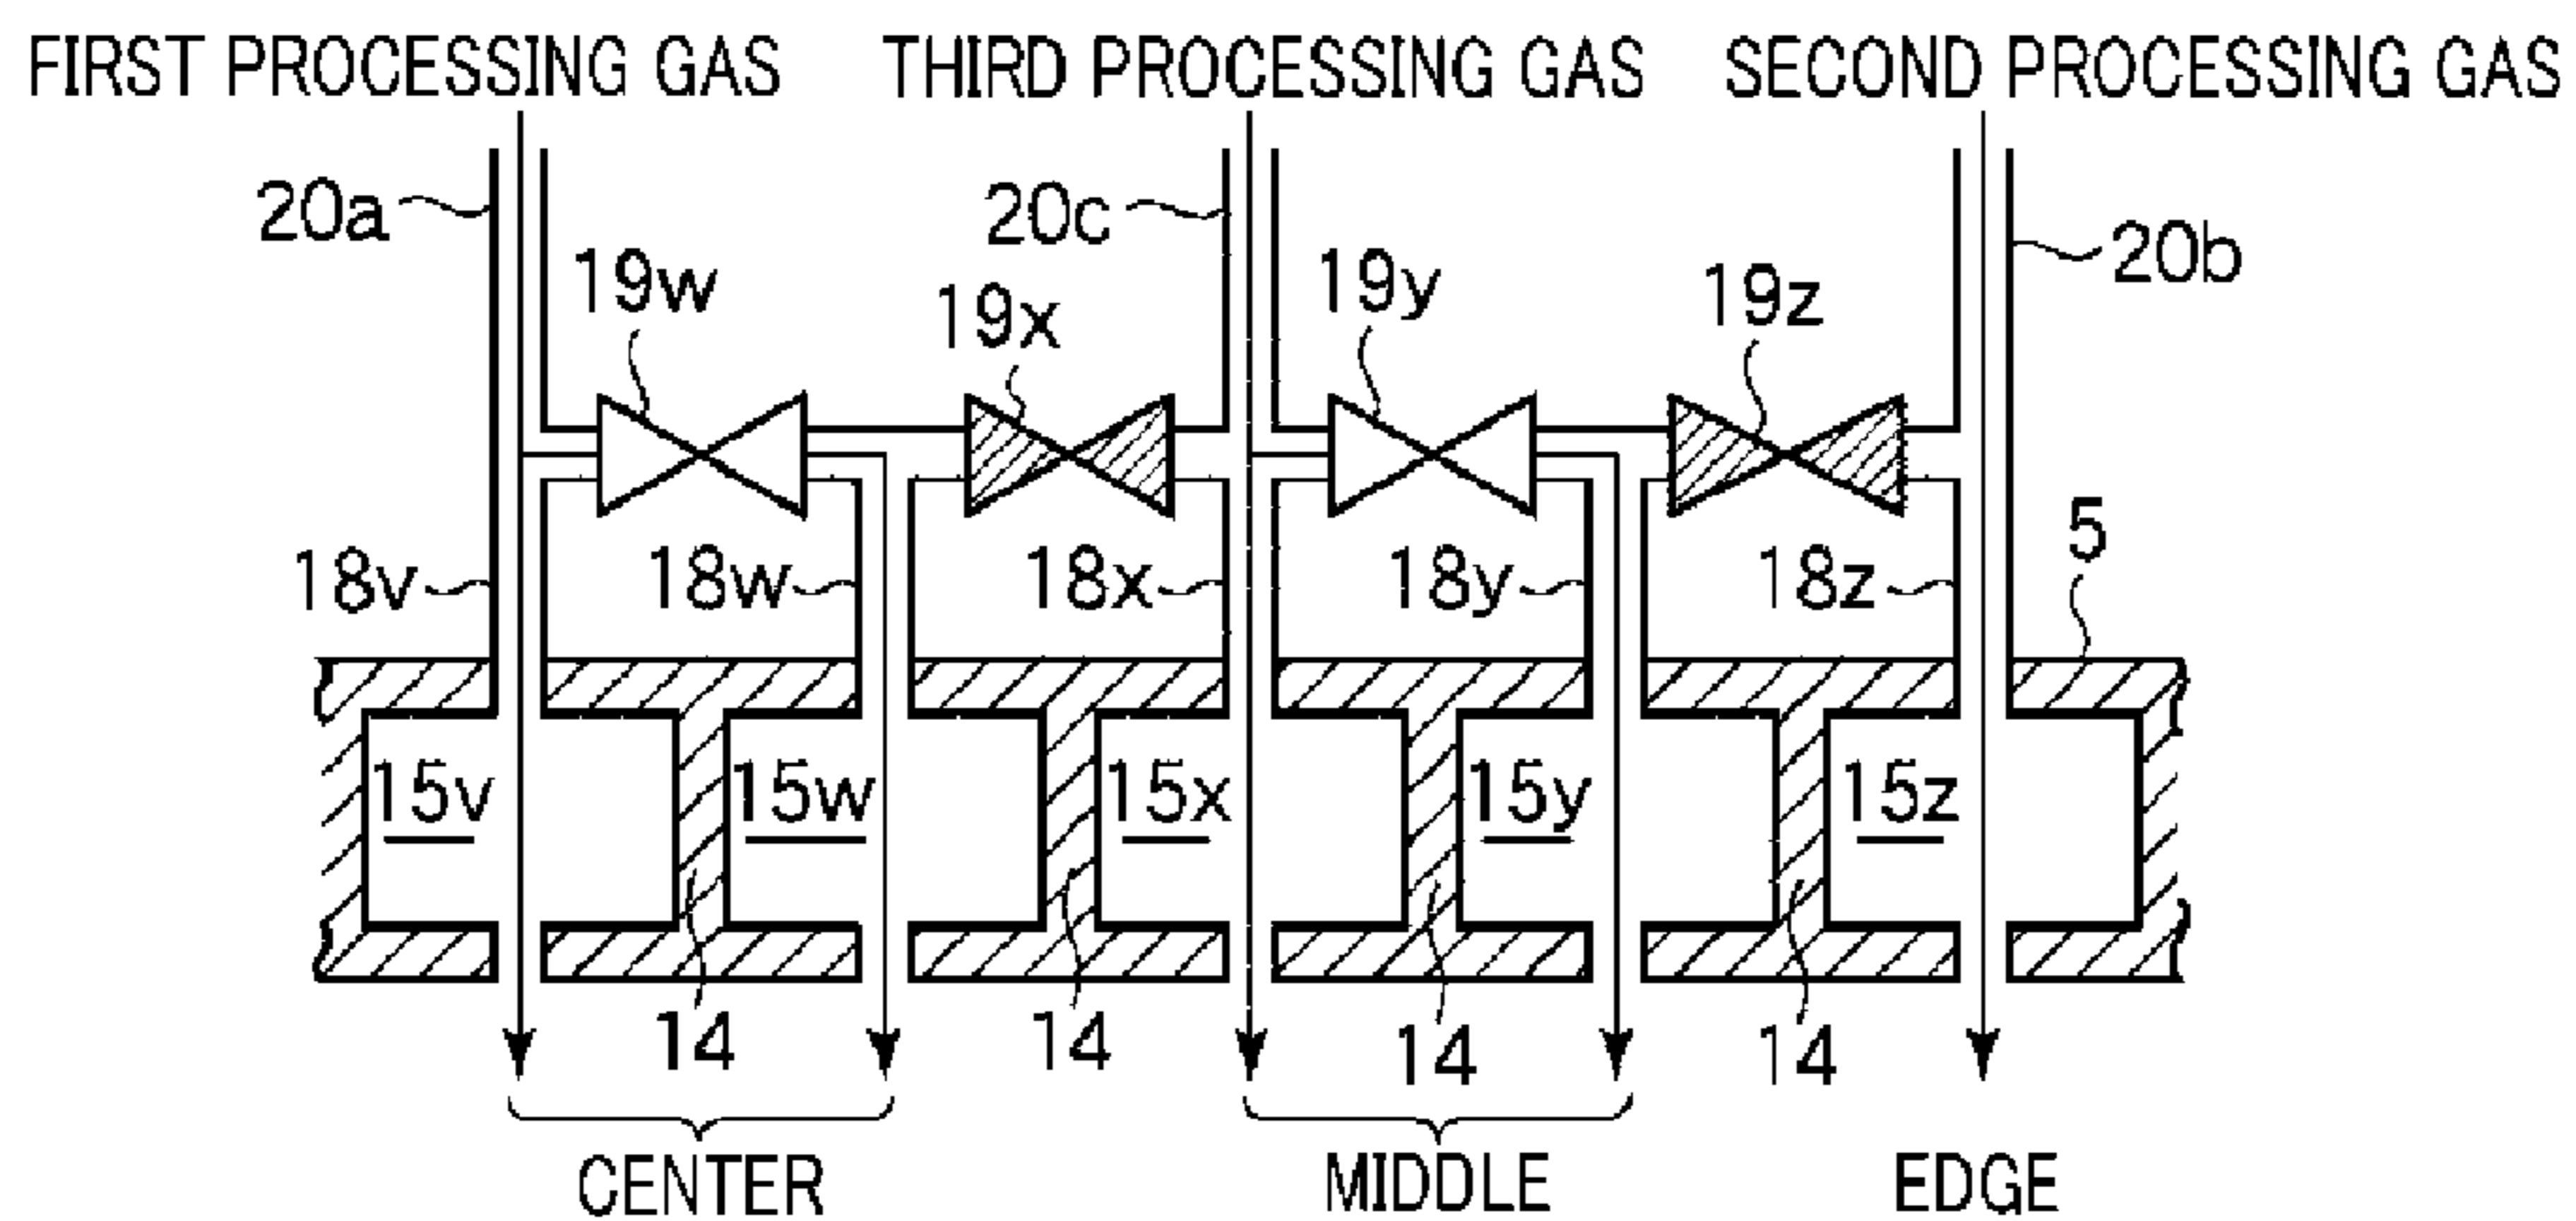 FIRST PROCESSING GAS THIRD PROCESSING GAS SECOND PROCESSING GAS
20a 20c 20b
19w 19x 19y 19z
18v 18w 18x 18y 18z 5
15v 15w 15x 15y 15z
14 14 14 14
CENTER MIDDLE EDGE